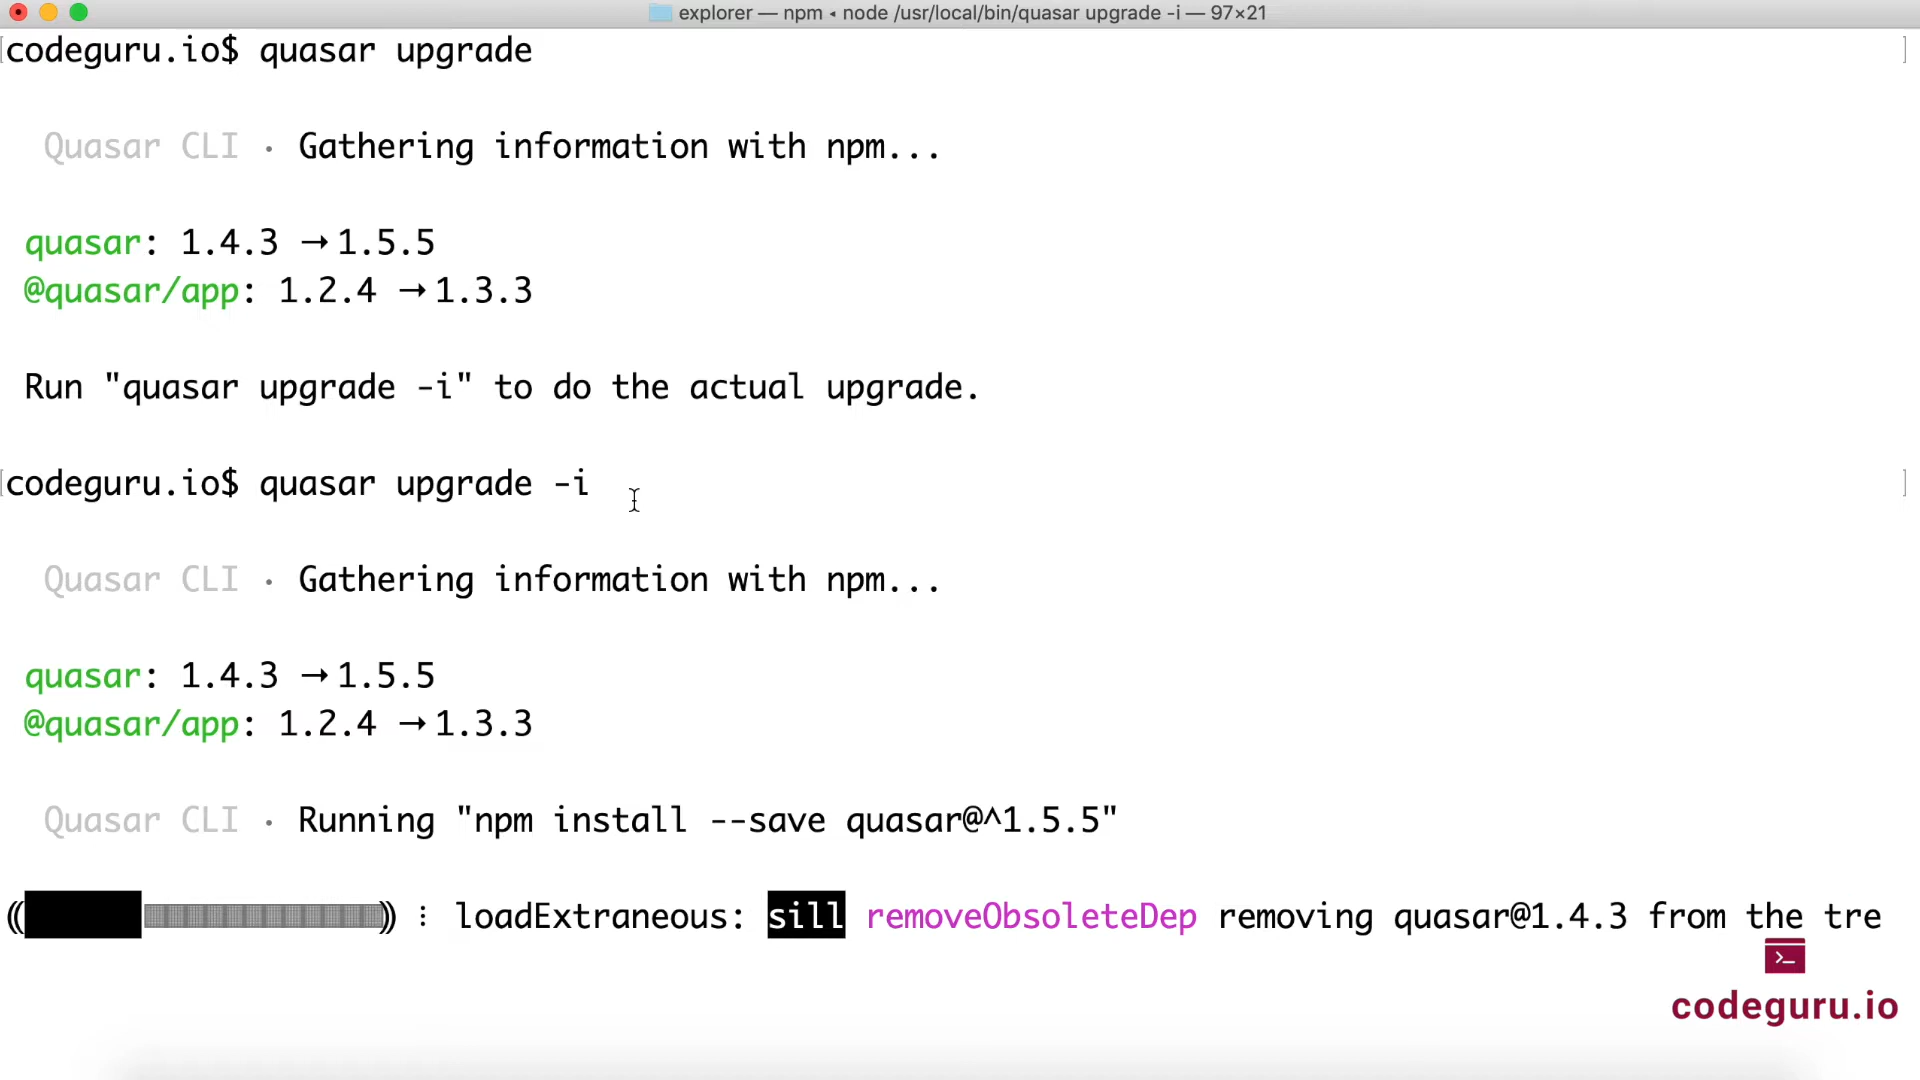 explorer — npm ◂ node /usr/local/bin/quasar upgrade -i — 97×21
[codeguru.io$ quasar upgrade ]
Quasar CLI · Gathering information with npm...
quasar: 1.4.3 → 1.5.5
@quasar/app: 1.2.4 → 1.3.3
Run "quasar upgrade -i" to do the actual upgrade.
[codeguru.io$ quasar upgrade -i ]
Quasar CLI · Gathering information with npm...
quasar: 1.4.3 → 1.5.5
@quasar/app: 1.2.4 → 1.3.3
Quasar CLI · Running "npm install --save quasar@^1.5.5"
⸨████████████░░░░░░░░░░░░⸩ ⫶ loadExtraneous: sill removeObsoleteDep removing quasar@1.4.3 from the tre
>_
codeguru.io